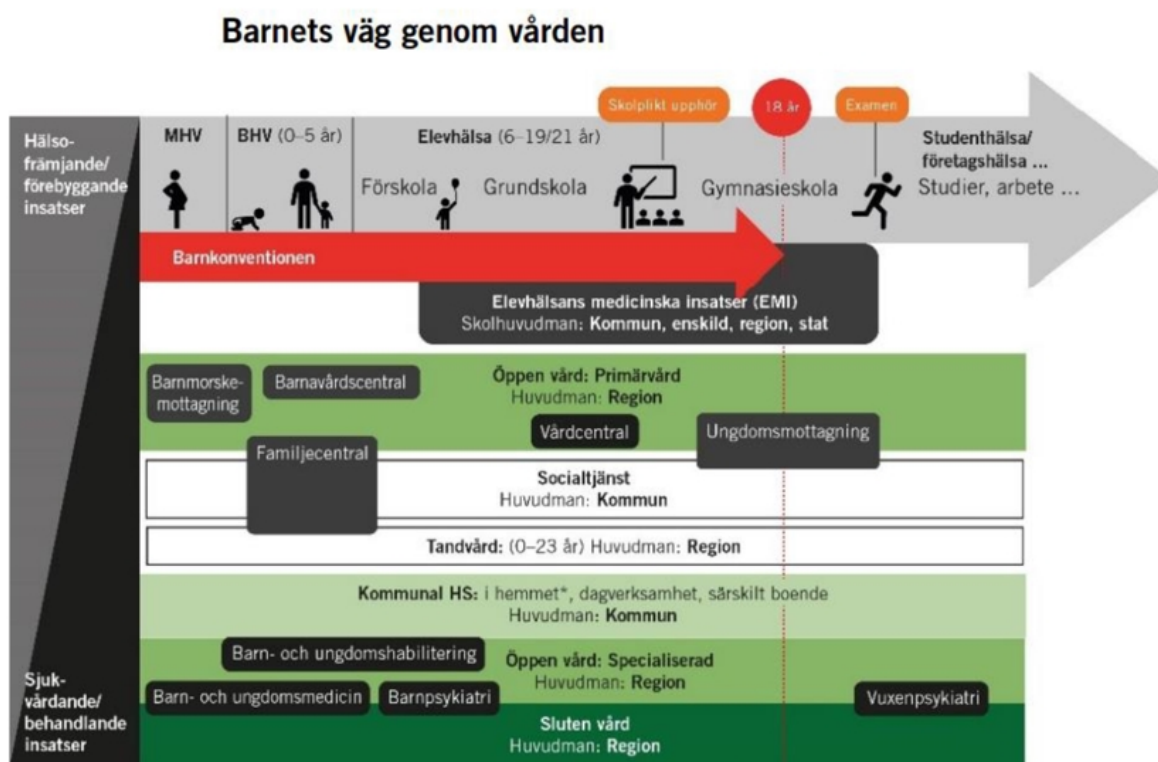 Barnets väg genom vården
Skolplikt upphör
18 år
Examen
Hälso-
främjande/
förebyggande
insatser
MHV
BHV (0–5 år)
Elevhälsa (6–19/21 år)
Förskola
Grundskola
Gymnasieskola
Studenthälsa/
företagshälsa ...
Studier, arbete ...
Barnkonventionen
Elevhälsans medicinska insatser (EMI)
Skolhuvudman: Kommun, enskild, region, stat
Barnmorske-
mottagning
Barnavårdscentral
Öppen vård: Primärvård
Huvudman: Region
Vårdcentral
Ungdomsmottagning
Familjecentral
Socialtjänst
Huvudman: Kommun
Tandvård: (0–23 år) Huvudman: Region
Kommunal HS: i hemmet*, dagverksamhet, särskilt boende
Huvudman: Kommun
Barn- och ungdomshabilitering
Öppen vård: Specialiserad
Huvudman: Region
Barn- och ungdomsmedicin
Barnpsykiatri
Vuxenpsykiatri
Sluten vård
Huvudman: Region
Sjuk-
vårdande/
behandlande
insatser